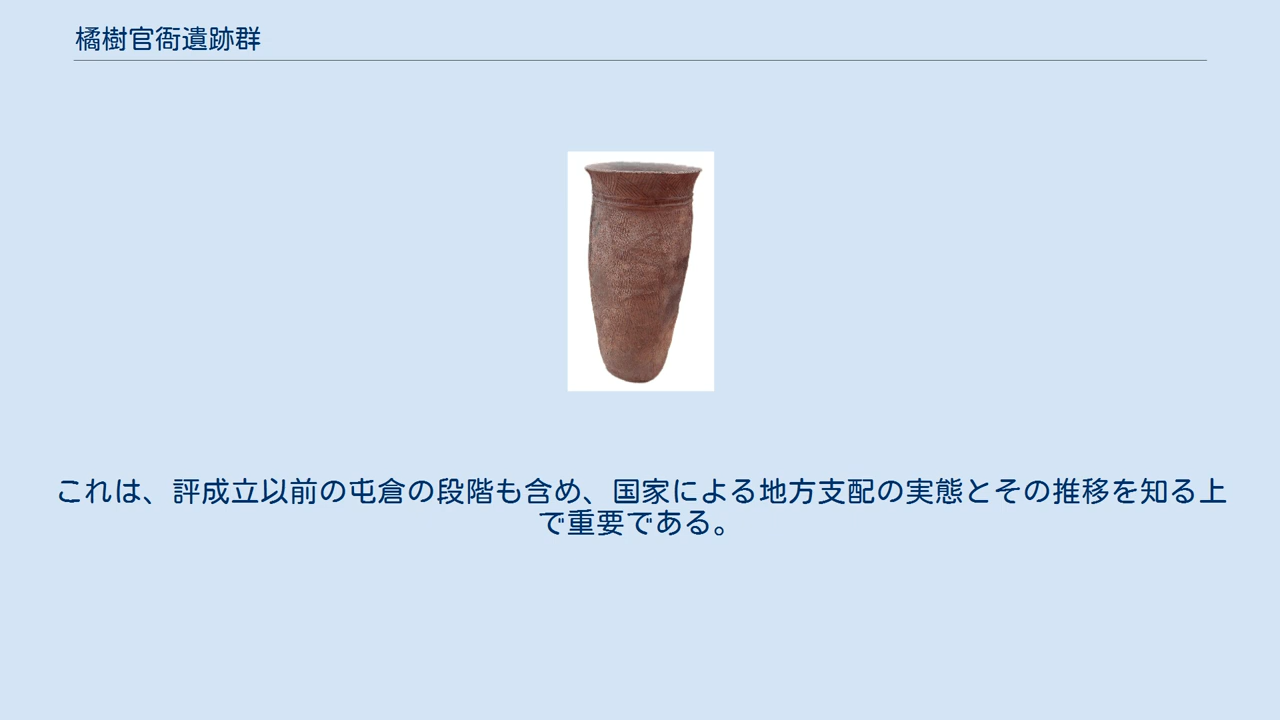 橘樹官衙遺跡群
これは、評成立以前の屯倉の段階も含め、国家による地方支配の実態とその推移を知る上
で重要である。